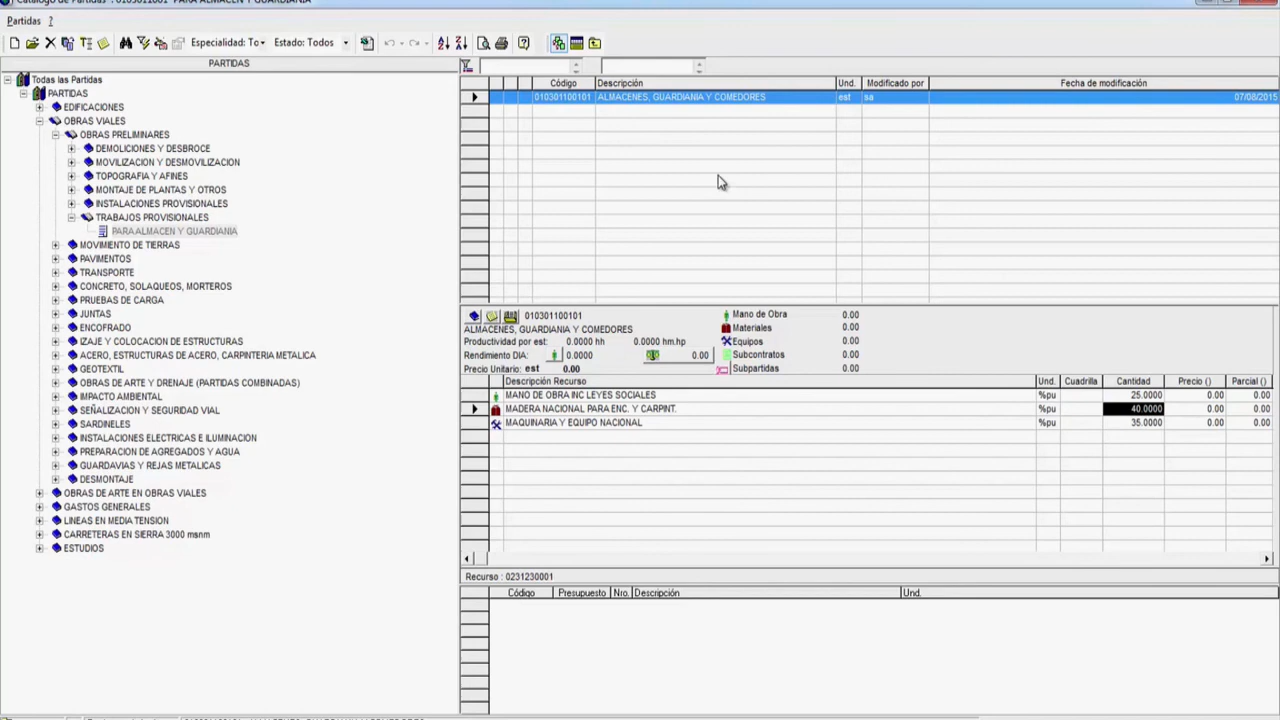 Catálogo de Partidas : 0103011001 PARA ALMACEN Y GUARDIANIA
Partidas ?
Especialidad: To Estado: Todos
PARTIDAS
Todas las Partidas
PARTIDAS
EDIFICACIONES
OBRAS VIALES
OBRAS PRELIMINARES
DEMOLICIONES Y DESBROCE
MOVILIZACION Y DESMOVILIZACION
TOPOGRAFIA Y AFINES
MONTAJE DE PLANTAS Y OTROS
INSTALACIONES PROVISIONALES
TRABAJOS PROVISIONALES
PARA ALMACEN Y GUARDIANIA
MOVIMIENTO DE TIERRAS
PAVIMENTOS
TRANSPORTE
CONCRETO, SOLAQUEOS, MORTEROS
PRUEBAS DE CARGA
JUNTAS
ENCOFRADO
IZAJE Y COLOCACION DE ESTRUCTURAS
ACERO, ESTRUCTURAS DE ACERO, CARPINTERIA METALICA
GEOTEXTIL
OBRAS DE ARTE Y DRENAJE (PARTIDAS COMBINADAS)
IMPACTO AMBIENTAL
SEÑALIZACION Y SEGURIDAD VIAL
SARDINELES
INSTALACIONES ELECTRICAS E ILUMINACION
PREPARACION DE AGREGADOS Y AGUA
GUARDAVIAS Y REJAS METALICAS
DESMONTAJE
OBRAS DE ARTE EN OBRAS VIALES
GASTOS GENERALES
LINEAS EN MEDIA TENSION
CARRETERAS EN SIERRA 3000 msnm
ESTUDIOS
Código Descripción Und. Modificado por Fecha de modificación
010301100101 ALMACENES, GUARDIANIA Y COMEDORES est sa 07/08/2015
010301100101 Mano de Obra 0.00
ALMACENES, GUARDIANIA Y COMEDORES Materiales 0.00
Productividad por est: 0.0000 hh 0.0000 hm.hp Equipos 0.00
Rendimiento DIA: 0.0000 0.00 Subcontratos 0.00
Precio Unitario: est 0.00 Subpartidas 0.00
Descripción Recurso Und. Cuadrilla Cantidad Precio () Parcial ()
MANO DE OBRA INC LEYES SOCIALES %pu 25.0000 0.00 0.00
MADERA NACIONAL PARA ENC. Y CARPINT. %pu 40.0000 0.00 0.00
MAQUINARIA Y EQUIPO NACIONAL %pu 35.0000 0.00 0.00
Recurso : 0231230001
Código Presupuesto Nro. Descripción Und.